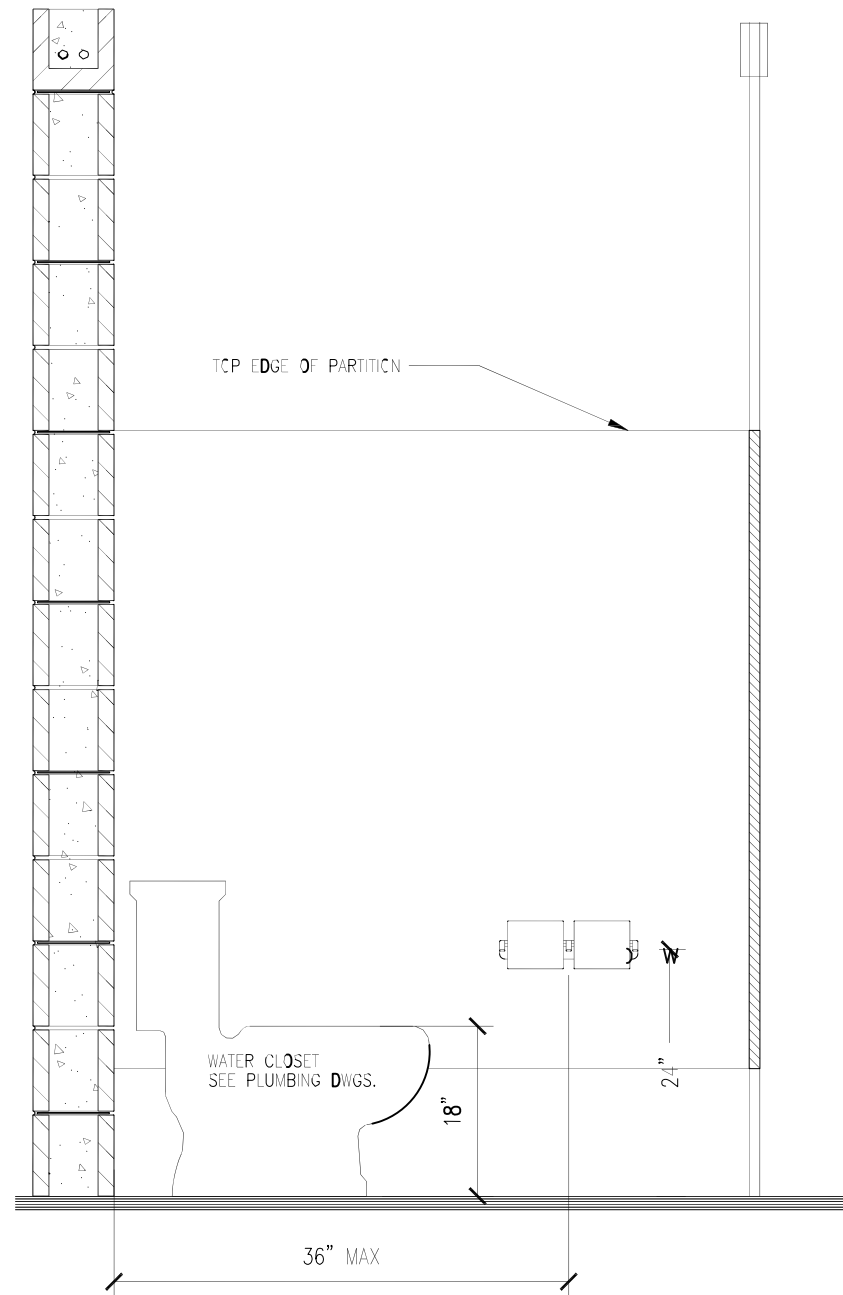 TOP EDGE OF PARTITION
WATER CLOSET
SEE PLUMBING DWGS.
18"
24"
36" MAX